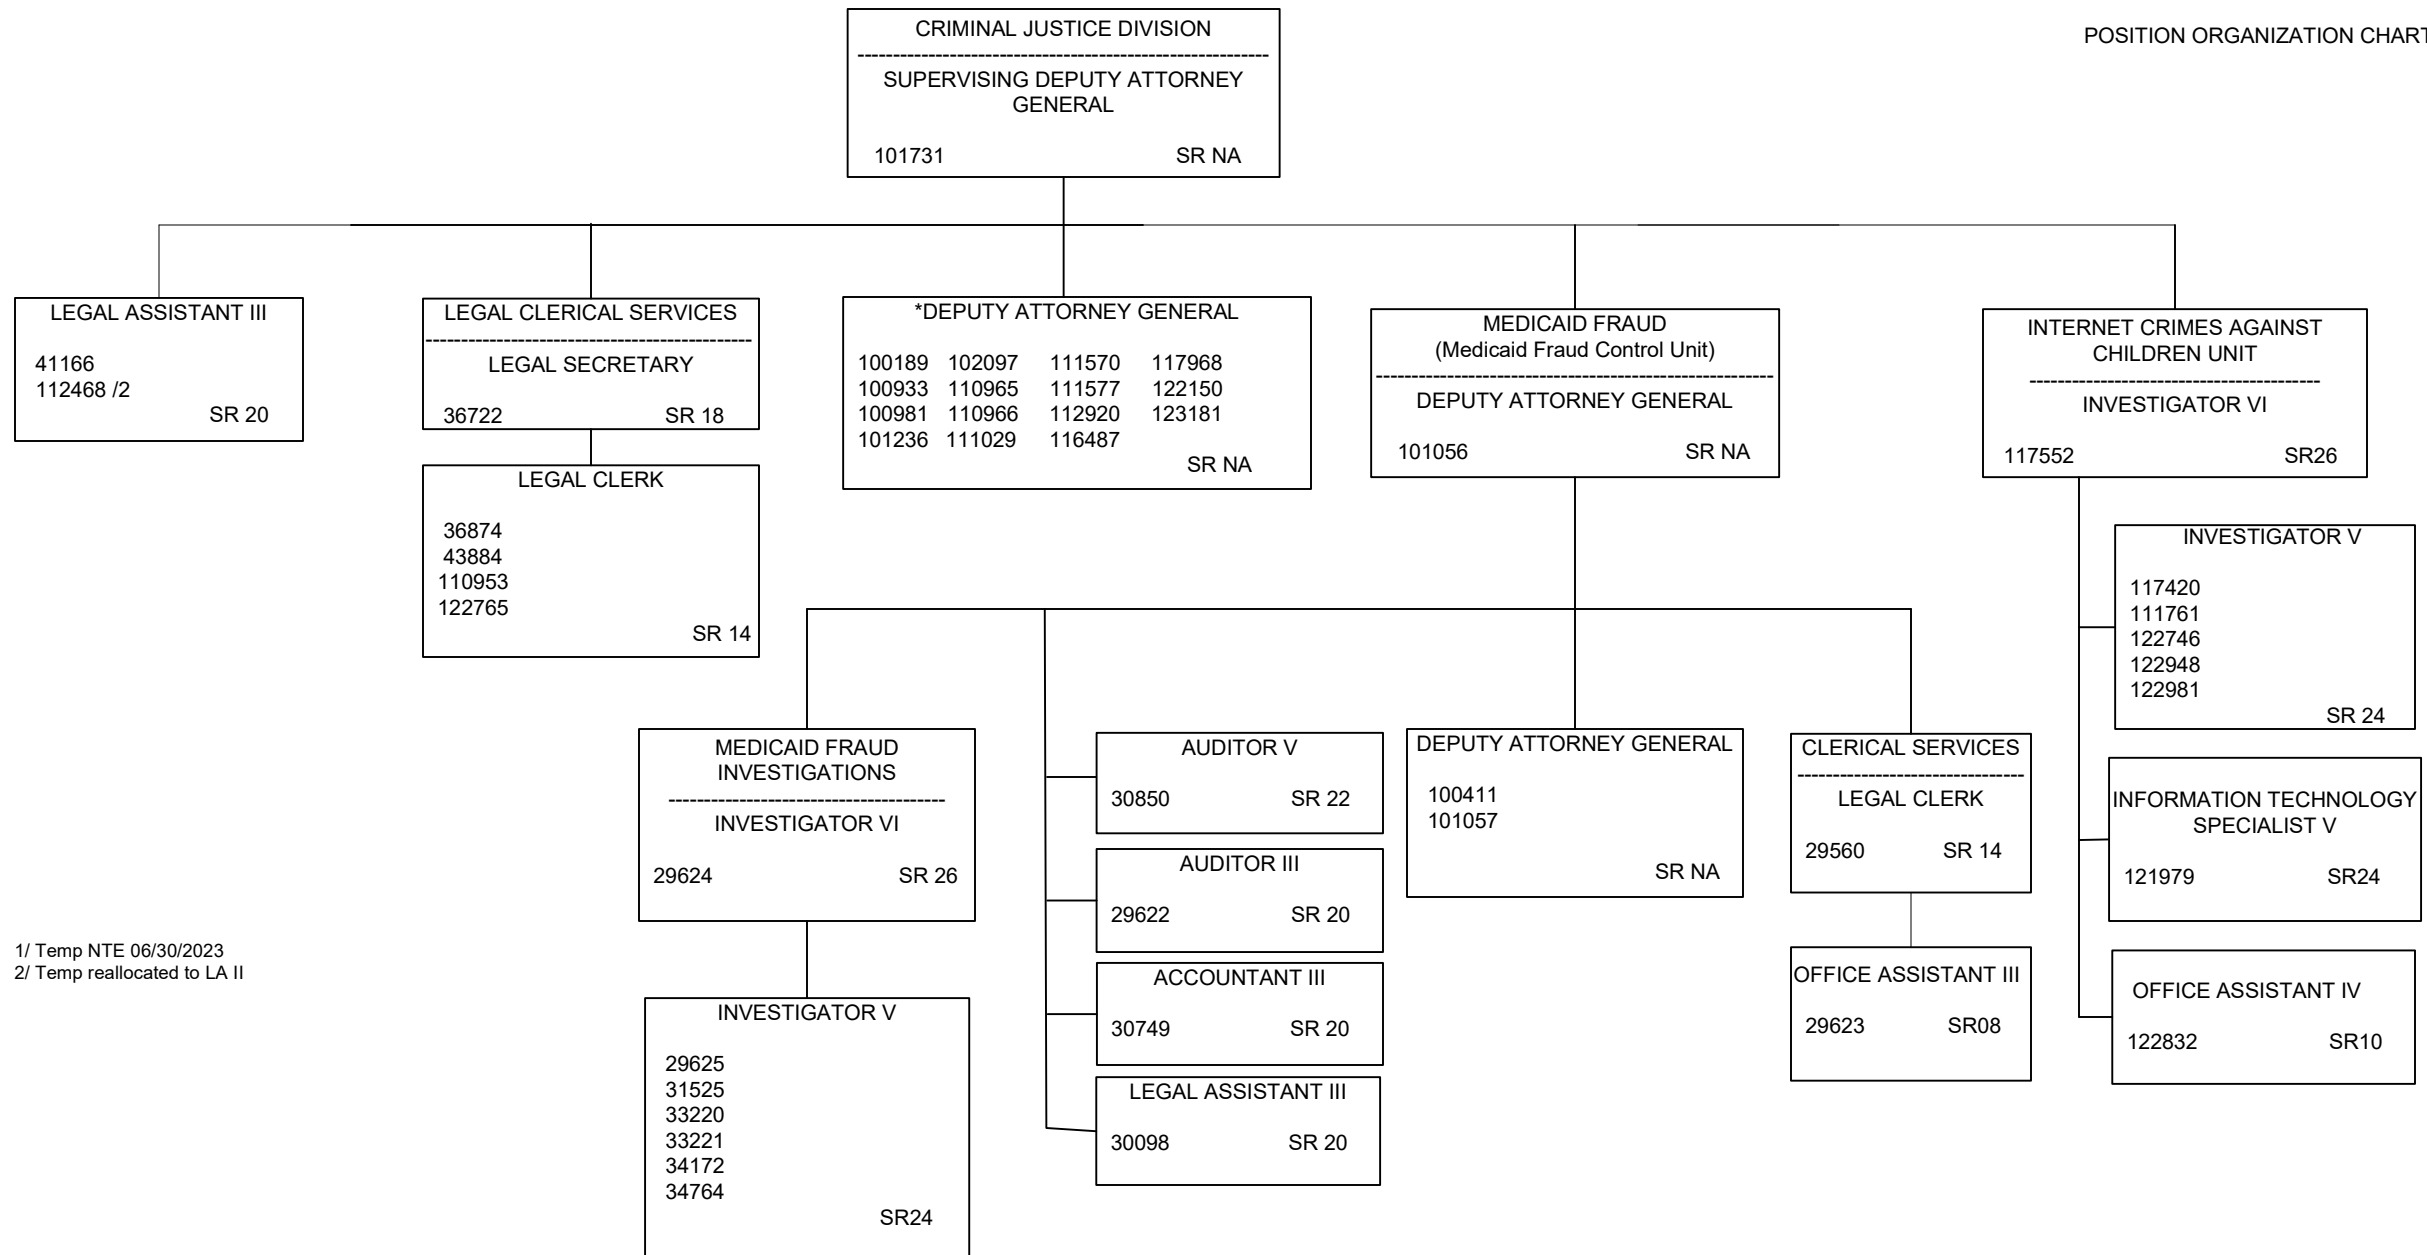 POSITION ORGANIZATION CHART
CRIMINAL JUSTICE DIVISION
SUPERVISING DEPUTY ATTORNEY
GENERAL
101731 SR NA
LEGAL ASSISTANT III
41166
112468 /2
SR 20
LEGAL CLERICAL SERVICES
LEGAL SECRETARY
36722 SR 18
LEGAL CLERK
36874
43884
110953
122765
SR 14
*DEPUTY ATTORNEY GENERAL
100189 102097 111570 117968
100933 110965 111577 122150
100981 110966 112920 123181
101236 111029 116487
SR NA
MEDICAID FRAUD
(Medicaid Fraud Control Unit)
DEPUTY ATTORNEY GENERAL
101056 SR NA
INTERNET CRIMES AGAINST
CHILDREN UNIT
INVESTIGATOR VI
117552 SR26
INVESTIGATOR V
117420
111761
122746
122948
122981
SR 24
INFORMATION TECHNOLOGY
SPECIALIST V
121979 SR24
OFFICE ASSISTANT IV
122832 SR10
MEDICAID FRAUD
INVESTIGATIONS
INVESTIGATOR VI
29624 SR 26
INVESTIGATOR V
29625
31525
33220
33221
34172
34764
SR24
AUDITOR V
30850 SR 22
AUDITOR III
29622 SR 20
ACCOUNTANT III
30749 SR 20
LEGAL ASSISTANT III
30098 SR 20
DEPUTY ATTORNEY GENERAL
100411
101057
SR NA
CLERICAL SERVICES
LEGAL CLERK
29560 SR 14
OFFICE ASSISTANT III
29623 SR08
1/ Temp NTE 06/30/2023
2/ Temp reallocated to LA II